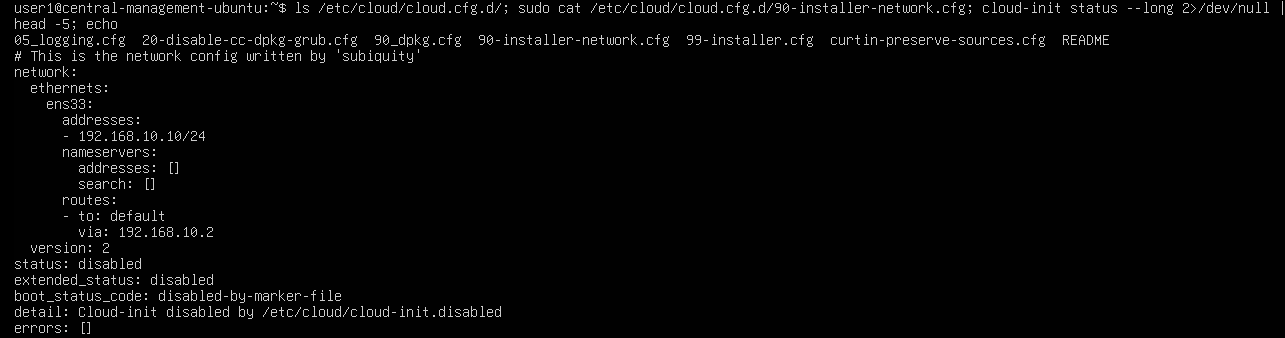 user1@central-management-ubuntu:~$ ls /etc/cloud/cloud.cfg.d/; sudo cat /etc/cloud/cloud.cfg.d/90-installer-network.cfg; cloud-init status --long 2>/dev/null |
head -5; echo
05_logging.cfg  20-disable-cc-dpkg-grub.cfg  90_dpkg.cfg  90-installer-network.cfg  99-installer.cfg  curtin-preserve-sources.cfg  README
# This is the network config written by 'subiquity'
network:
  ethernets:
    ens33:
      addresses:
      - 192.168.10.10/24
      nameservers:
        addresses: []
        search: []
      routes:
      - to: default
        via: 192.168.10.2
  version: 2
status: disabled
extended_status: disabled
boot_status_code: disabled-by-marker-file
detail: Cloud-init disabled by /etc/cloud/cloud-init.disabled
errors: []